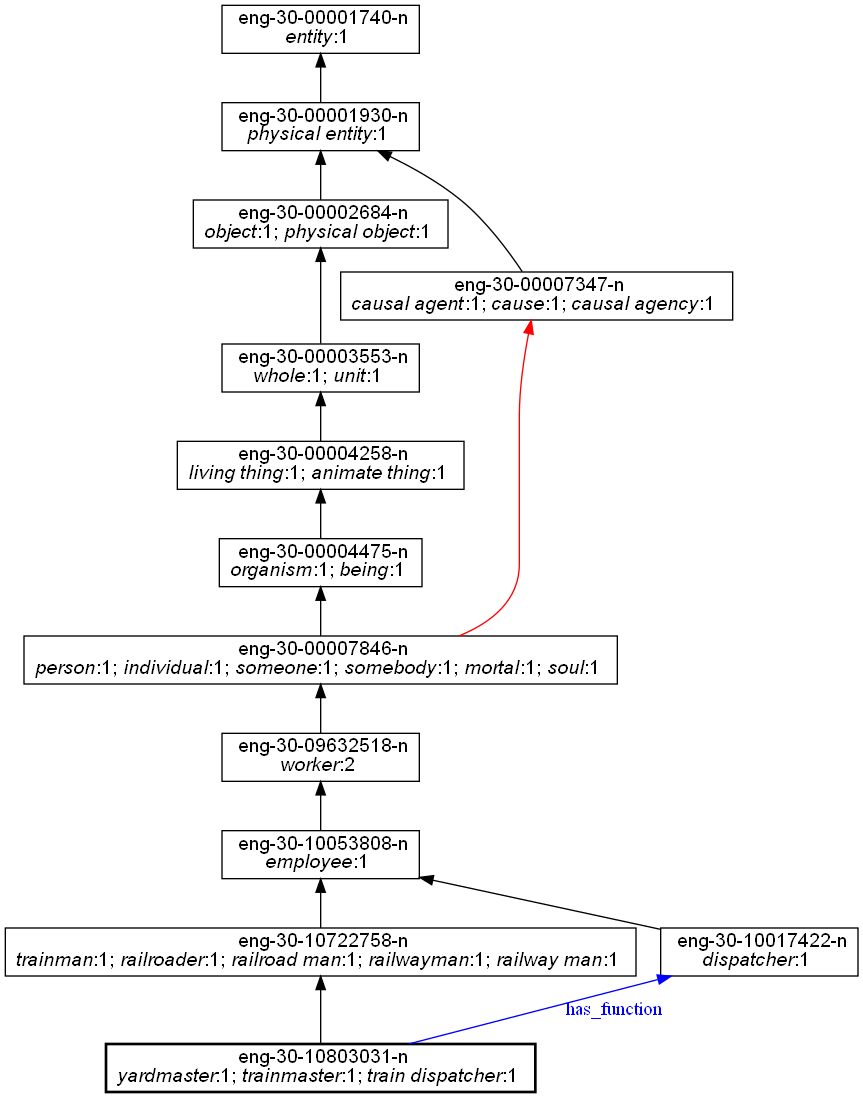 eng-30-00001740-n
entity:1
eng-30-00001930-n
physical entity:1
eng-30-00002684-n
object:1; physical object:1
eng-30-00007347-n
causal agent:1; cause:1; causal agency:1
eng-30-00003553-n
whole:1; unit:1
eng-30-00004258-n
living thing:1; animate thing:1
eng-30-00004475-n
organism:1; being:1
eng-30-00007846-n
person:1; individual:1; someone:1; somebody:1; mortal:1; soul:1
eng-30-09632518-n
worker:2
eng-30-10053808-n
employee:1
eng-30-10722758-n
trainman:1; railroader:1; railroad man:1; railwayman:1; railway man:1
eng-30-10017422-n
dispatcher:1
has_function
eng-30-10803031-n
yardmaster:1; trainmaster:1; train dispatcher:1